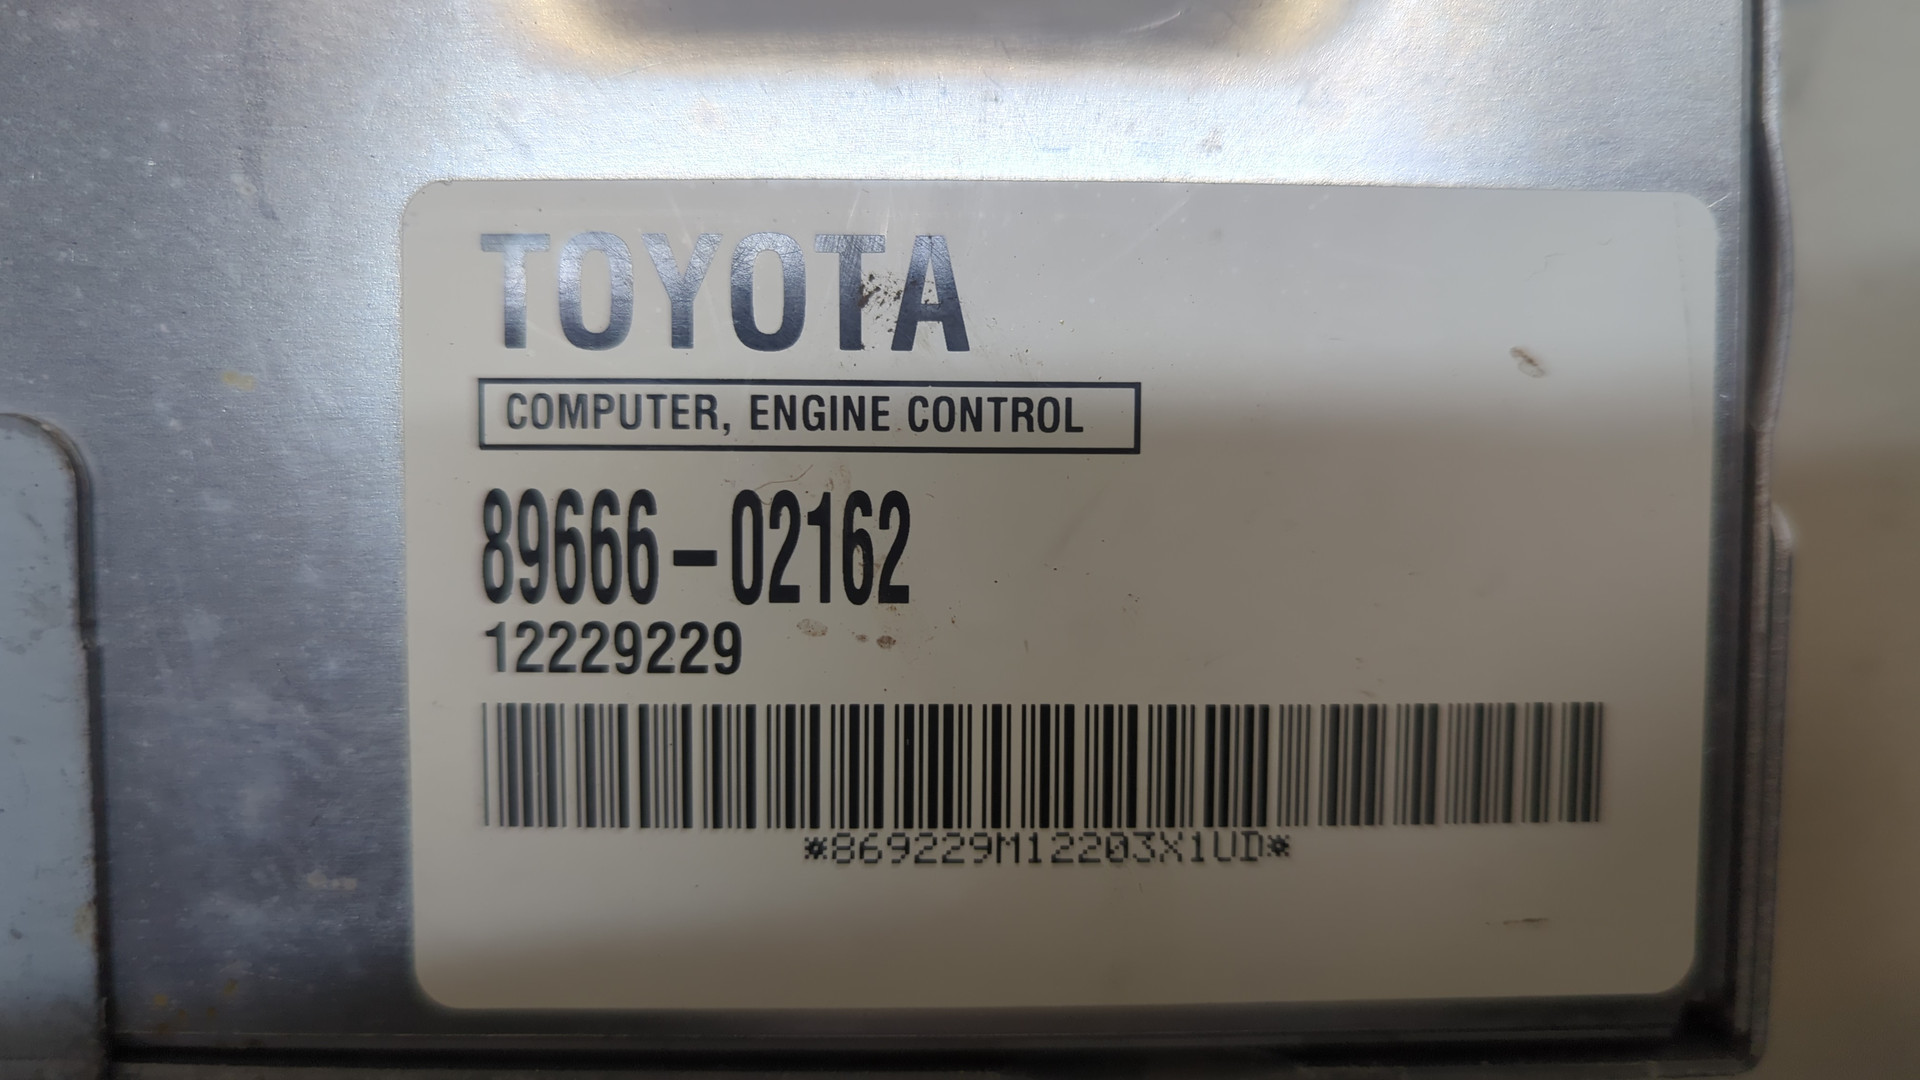 TOYOTA
COMPUTER, ENGINE CONTROL
89666-02162
12229229
*869229M12203X1UD*